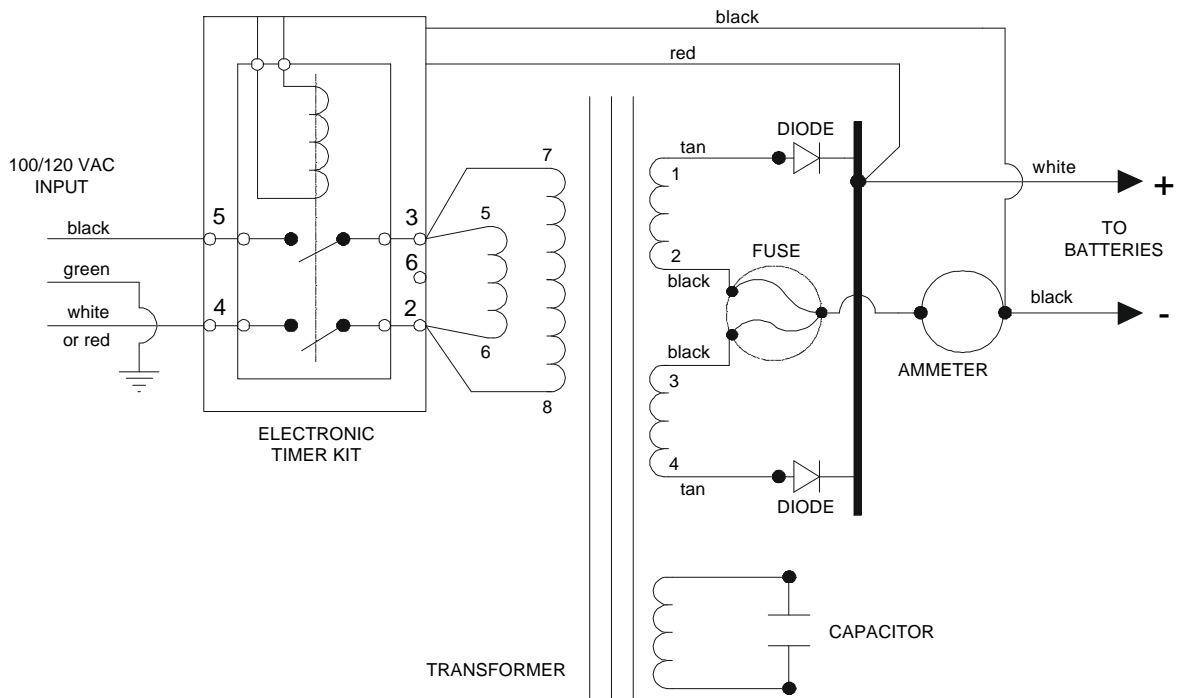 black
red
100/120 VAC
INPUT
black
green
white
or red
5
4
3
6
2
ELECTRONIC
TIMER KIT
7
5
6
8
TRANSFORMER
tan
1
2
black
black
3
4
tan
DIODE
FUSE
DIODE
CAPACITOR
AMMETER
white
+
TO
BATTERIES
black
-